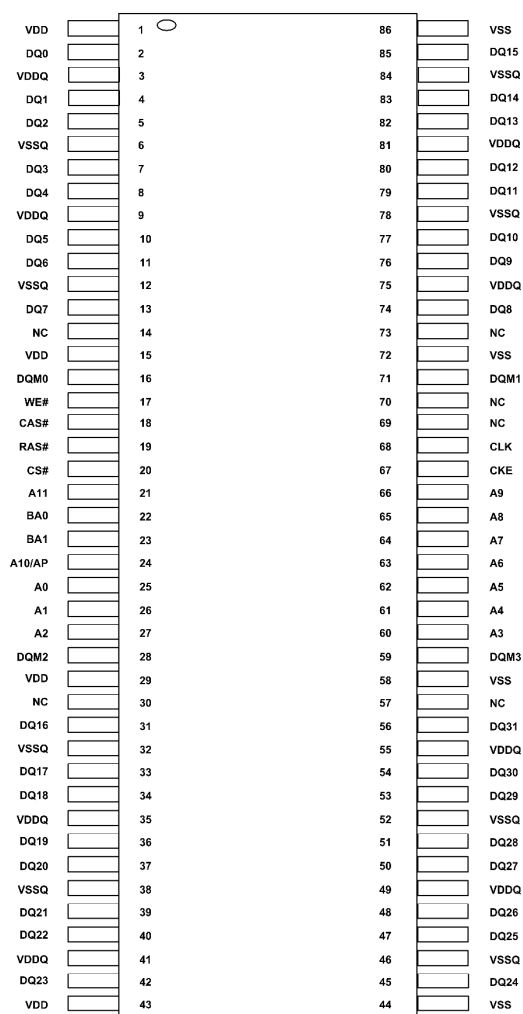 VDD 1 86 VSS
DQ0 2 85 DQ15
VDDQ 3 84 VSSQ
DQ1 4 83 DQ14
DQ2 5 82 DQ13
VSSQ 6 81 VDDQ
DQ3 7 80 DQ12
DQ4 8 79 DQ11
VDDQ 9 78 VSSQ
DQ5 10 77 DQ10
DQ6 11 76 DQ9
VSSQ 12 75 VDDQ
DQ7 13 74 DQ8
NC 14 73 NC
VDD 15 72 VSS
DQM0 16 71 DQM1
WE# 17 70 NC
CAS# 18 69 NC
RAS# 19 68 CLK
CS# 20 67 CKE
A11 21 66 A9
BA0 22 65 A8
BA1 23 64 A7
A10/AP 24 63 A6
A0 25 62 A5
A1 26 61 A4
A2 27 60 A3
DQM2 28 59 DQM3
VDD 29 58 VSS
NC 30 57 NC
DQ16 31 56 DQ31
VSSQ 32 55 VDDQ
DQ17 33 54 DQ30
DQ18 34 53 DQ29
VDDQ 35 52 VSSQ
DQ19 36 51 DQ28
DQ20 37 50 DQ27
VSSQ 38 49 VDDQ
DQ21 39 48 DQ26
DQ22 40 47 DQ25
VDDQ 41 46 VSSQ
DQ23 42 45 DQ24
VDD 43 44 VSS